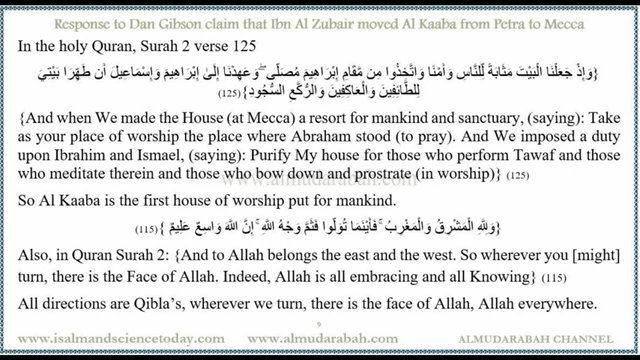 Response to Dan Gibson claim that Ibn Al Zubair moved Al Kaaba from Petra to Mecca
In the holy Quran, Surah 2 verse 125
{وَإِذْ جَعَلْنَا الْبَيْتَ مَثَابَةً لِّلنَّاسِ وَأَمْنًا وَاتَّخِذُوا مِن مَّقَامِ إِبْرَاهِيمَ مُصَلًّى ۖ وَعَهِدْنَا إِلَىٰ إِبْرَاهِيمَ وَإِسْمَاعِيلَ أَن طَهِّرَا بَيْتِيَ
لِلطَّائِفِينَ وَالْعَاكِفِينَ وَالرُّكَّعِ السُّجُودِ} (125)
{And when We made the House (at Mecca) a resort for mankind and sanctuary, (saying): Take
as your place of worship the place where Abraham stood (to pray). And We imposed a duty
upon Ibrahim and Ismael, (saying): Purify My house for those who perform Tawaf and those
who meditate therein and those who bow down and prostrate (in worship)} (125)
www.almudarabah.com
So Al Kaaba is the first house of worship put for mankind.
{وَلِلَّهِ الْمَشْرِقُ وَالْمَغْرِبُ ۚ فَأَيْنَمَا تُوَلُّوا فَثَمَّ وَجْهُ اللَّهِ ۚ إِنَّ اللَّهَ وَاسِعٌ عَلِيمٌ } (115)
Also, in Quran Surah 2: {And to Allah belongs the east and the west. So wherever you [might]
turn, there is the Face of Allah. Indeed, Allah is all embracing and all Knowing} (115)
All directions are Qibla’s, wherever we turn, there is the face of Allah, Allah everywhere.
9
www.isalmandsciencetoday.com www.almudarabah.com ALMUDARABAH CHANNEL